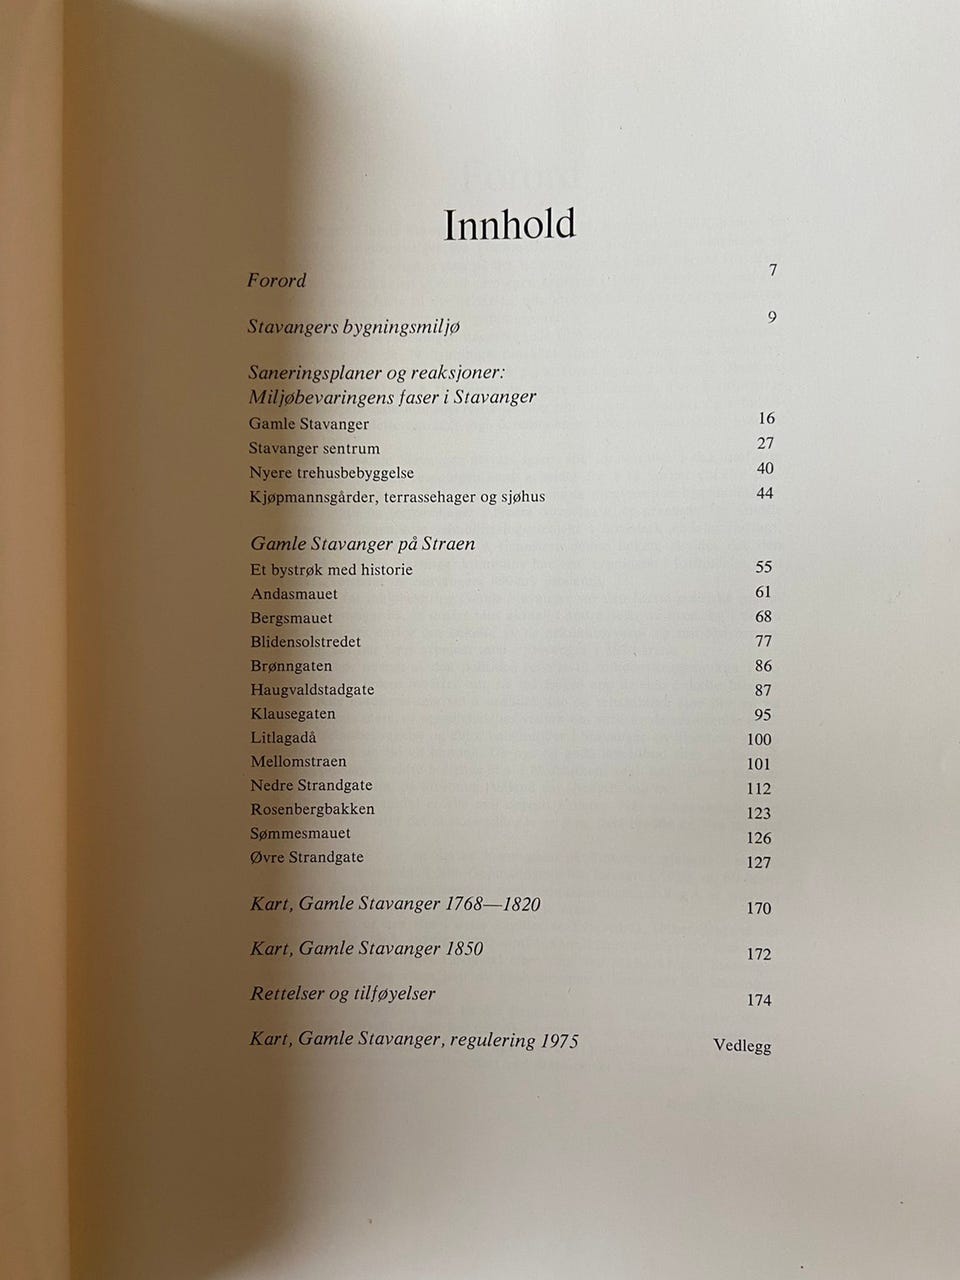 Innhold
Forord 7
Stavangers bygningsmiljø 9
Saneringsplaner og reaksjoner:
Miljøbevaringens faser i Stavanger
Gamle Stavanger 16
Stavanger sentrum 27
Nyere trehusbebyggelse 40
Kjøpmannsgårder, terrassehager og sjøhus 44
Gamle Stavanger på Straen
Et bystrøk med historie 55
Andasmauet 61
Bergsmauet 68
Blidensolstredet 77
Brønngaten 86
Haugvaldstadgate 87
Klausegaten 95
Litlagadå 100
Mellomstraen 101
Nedre Strandgate 112
Rosenbergbakken 123
Sømmesmauet 126
Øvre Strandgate 127
Kart, Gamle Stavanger 1768—1820 170
Kart, Gamle Stavanger 1850 172
Rettelser og tilføyelser 174
Kart, Gamle Stavanger, regulering 1975 Vedlegg